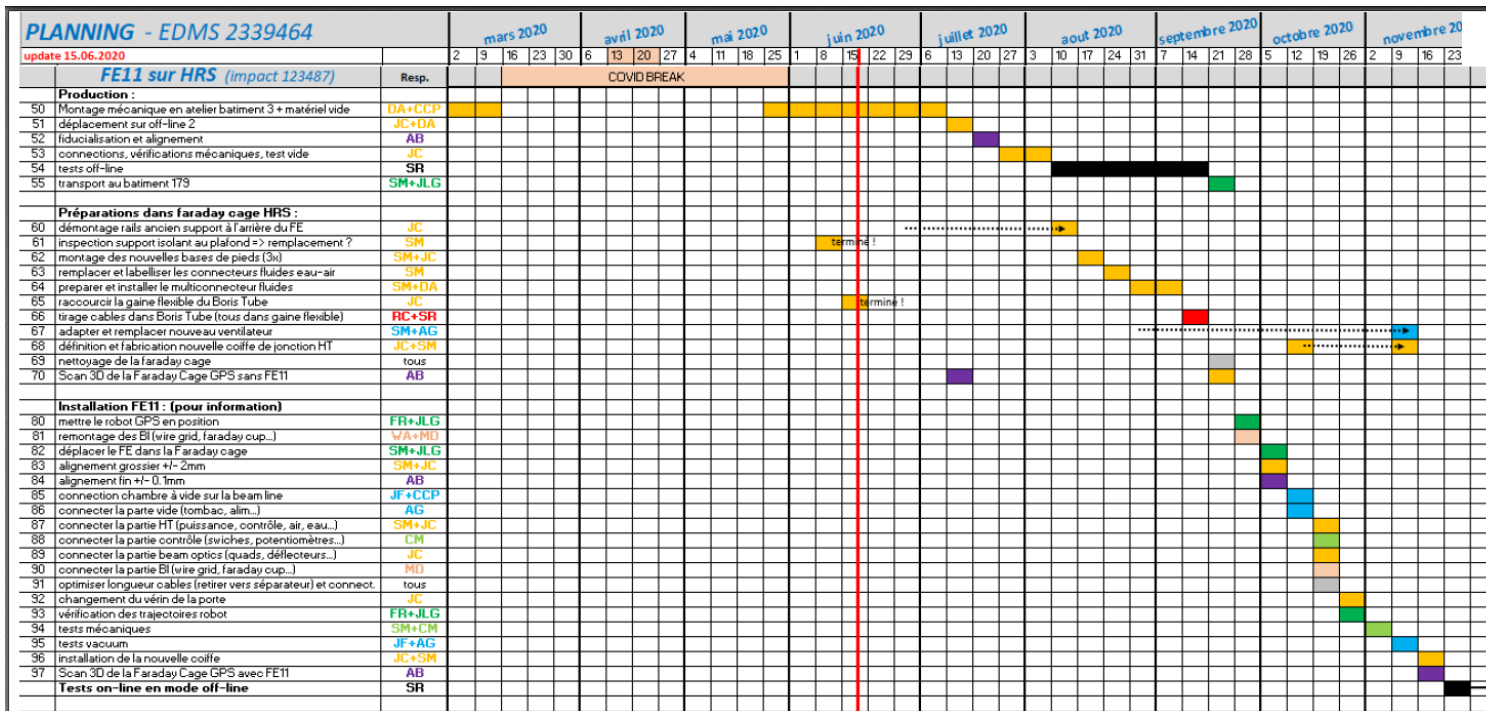 PLANNING - EDMS 2339464
mars 2020 avril 2020 mai 2020 juin 2020 juillet 2020 aout 2020 septembre 2020 octobre 2020 novembre 20
update 15.06.2020
2 9 16 23 30 6 13 20 27 4 11 18 25 1 8 15 22 29 6 13 20 27 3 10 17 24 31 7 14 21 28 5 12 19 26 2 9 16 23
FE11 sur HRS (impact 123487) Resp. COVID BREAK
Production :
50 Montage mécanique en atelier batiment 3 + matériel vide DA+CCP
51 déplacement sur off-line 2 JC+DA
52 fiducialisation et alignement AB
53 connections, vérifications mécaniques, test vide JC
54 tests off-line SR
55 transport au batiment 179 SM+JLG
Préparations dans faraday cage HRS :
60 démontage rails ancien support à l'arrière du FE JC
61 inspection support isolant au plafond => remplacement ? SM terminé !
62 montage des nouvelles bases de pieds (3x) SM+JC
63 remplacer et labelliser les connecteurs fluides eau-air SM
64 preparer et installer le multiconnecteur fluides SM+DA
65 raccourcir la gaine flexible du Boris Tube JC terminé !
66 tirage cables dans Boris Tube (tous dans gaine flexible) RC+SR
67 adapter et remplacer nouveau ventilateur SM+AG
68 définition et fabrication nouvelle coiffe de jonction HT JC+SM
69 nettoyage de la faraday cage tous
70 Scan 3D de la Faraday Cage GPS sans FE11 AB
Installation FE11 : (pour information)
80 mettre le robot GPS en position FR+JLG
81 remontage des BI (wire grid, faraday cup...) WA+MD
82 déplacer le FE dans la Faraday cage SM+JLG
83 alignement grossier +/- 2mm SM+JC
84 alignement fin +/- 0.1mm AB
85 connection chambre à vide sur la beam line JF+CCP
86 connecter la parte vide (tombac, alim...) AG
87 connecter la partie HT (puissance, contrôle, air, eau...) SM+JC
88 connecter la partie contrôle (swiches, potentiomètres...) CM
89 connecter la partie beam optics (quads, déflecteurs...) JC
90 connecter la partie BI (wire grid, faraday cup...) MD
91 optimiser longueur cables (retirer vers séparateur) et connect. tous
92 changement du vérin de la porte JC
93 vérification des trajectoires robot FR+JLG
94 tests mécaniques SM+CM
95 tests vacuum JF+AG
96 installation de la nouvelle coiffe JC+SM
97 Scan 3D de la Faraday Cage GPS avec FE11 AB
Tests on-line en mode off-line SR